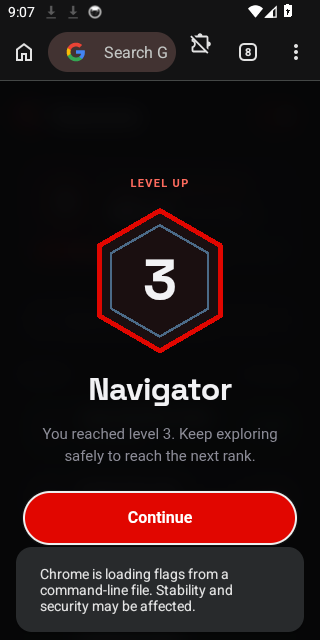 9:07
Search G
8
LEVEL UP
3
Navigator
You reached level 3. Keep exploring
safely to reach the next rank.
Continue
Chrome is loading flags from a
command-line file. Stability and
security may be affected.